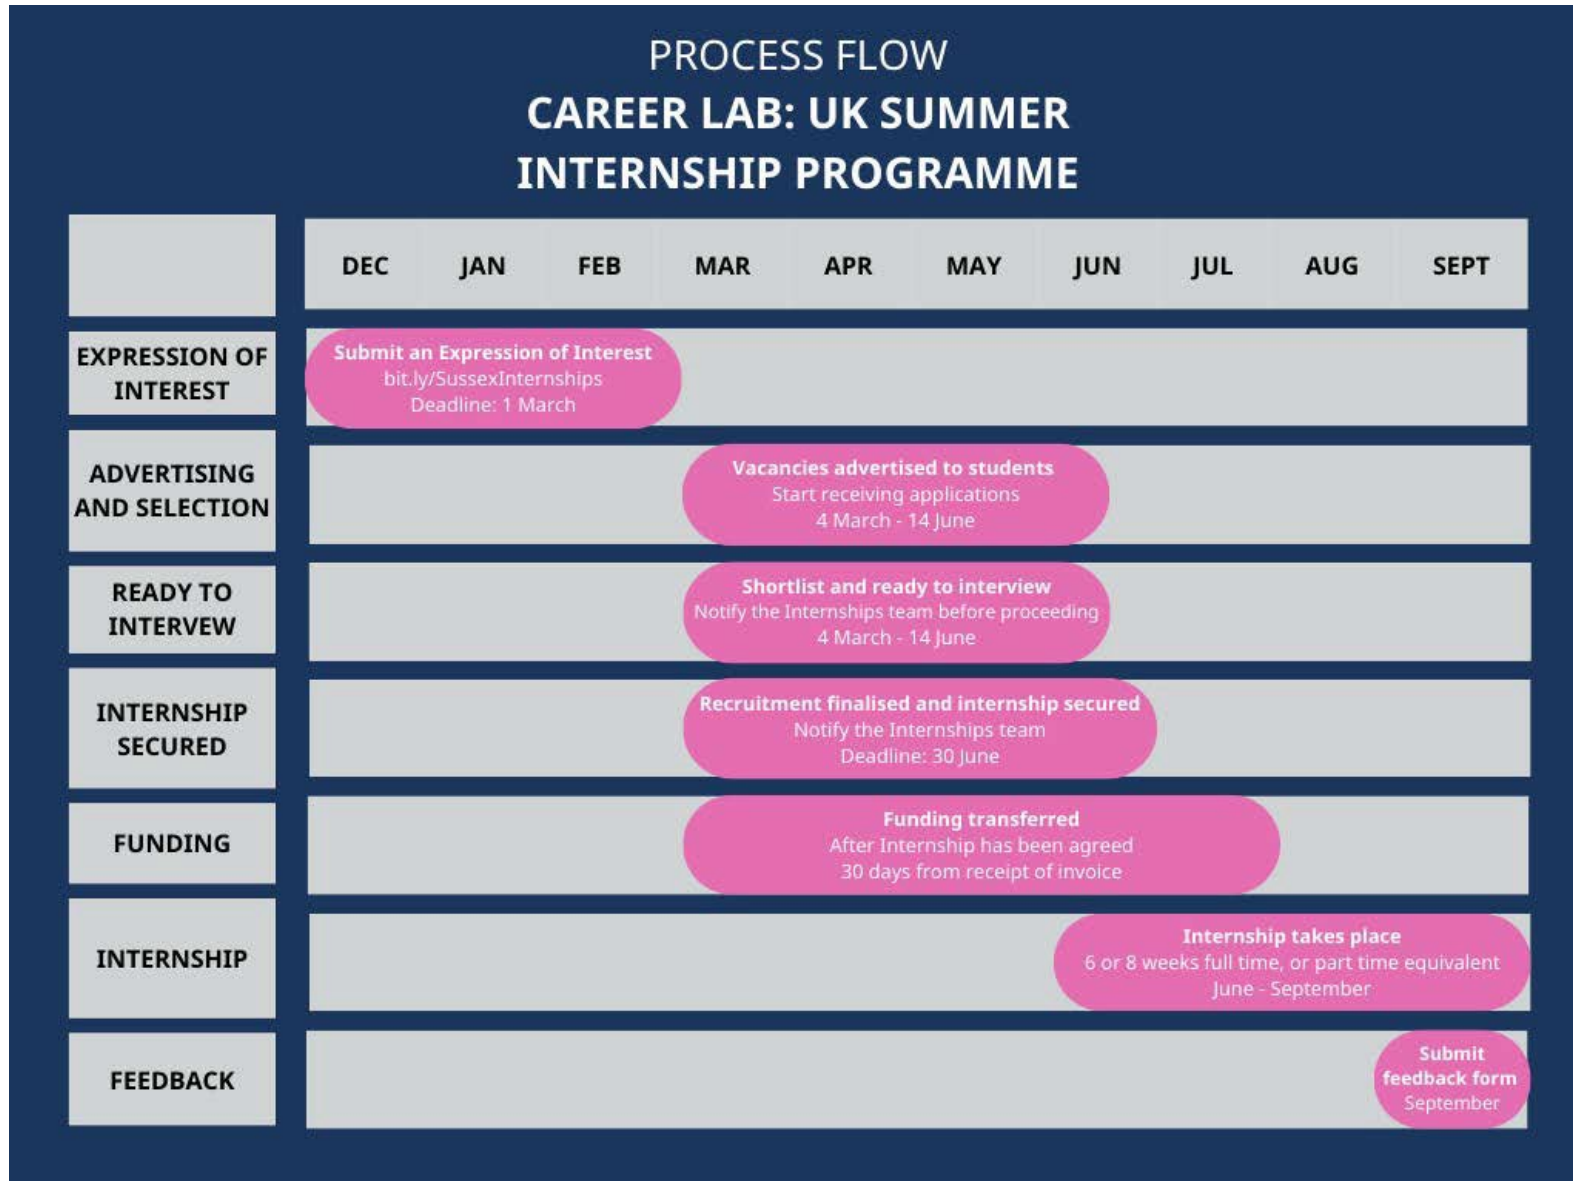 PROCESS FLOW
CAREER LAB: UK SUMMER
INTERNSHIP PROGRAMME
DEC JAN FEB MAR APR MAY JUN JUL AUG SEPT
EXPRESSION OF
INTEREST
Submit an Expression of Interest
bit.ly/SussexInternships
Deadline: 1 March
ADVERTISING
AND SELECTION
Vacancies advertised to students
Start receiving applications
4 March - 14 June
READY TO
INTERVEW
Shortlist and ready to interview
Notify the Internships team before proceeding
4 March - 14 June
INTERNSHIP
SECURED
Recruitment finalised and internship secured
Notify the Internships team
Deadline: 30 June
FUNDING
Funding transferred
After Internship has been agreed
30 days from receipt of invoice
INTERNSHIP
Internship takes place
6 or 8 weeks full time, or part time equivalent
June - September
FEEDBACK
Submit
feedback form
September